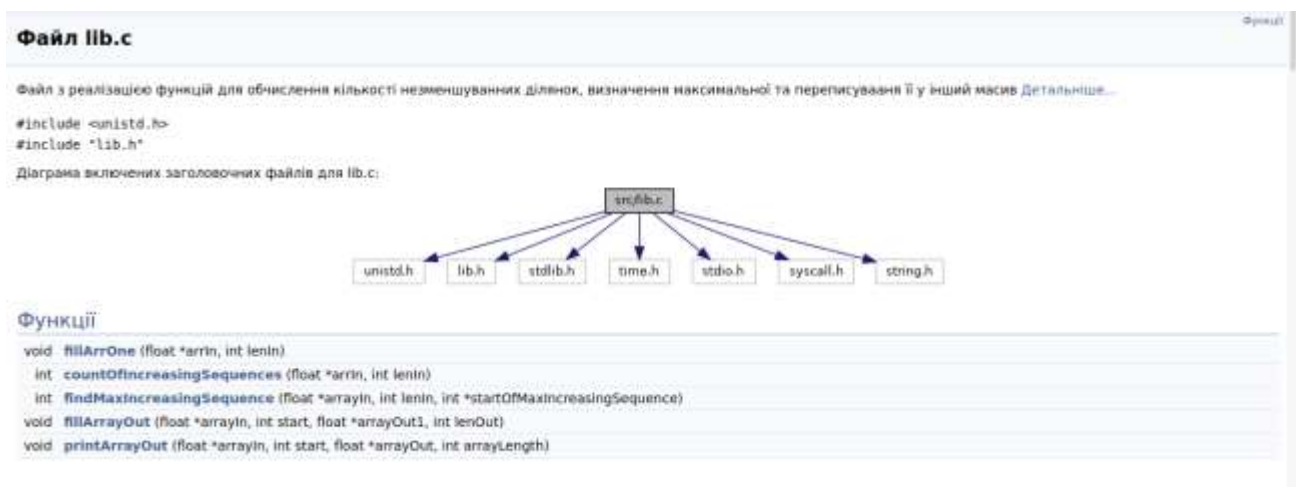 Функції
Файл lib.c
Файл з реалізацією функцій для обчислення кількості незменшуванних ділянок, визначення максимальної та переписуваання її у інший масив Детальніше...
#include <unistd.h>
#include "lib.h"
Діаграма включених заголовочних файлів для lib.c:
src/lib.c
unistd.h lib.h stdlib.h time.h stdio.h syscall.h string.h
Функції
void fillArrOne (float *arrIn, int lenIn)
int countOfIncreasingSequences (float *arrIn, int lenIn)
int findMaxIncreasingSequence (float *arrayIn, int lenIn, int *startOfMaxIncreasingSequence)
void fillArrayOut (float *arrayIn, int start, float *arrayOut1, int lenOut)
void printArrayOut (float *arrayIn, int start, float *arrayOut, int arrayLength)